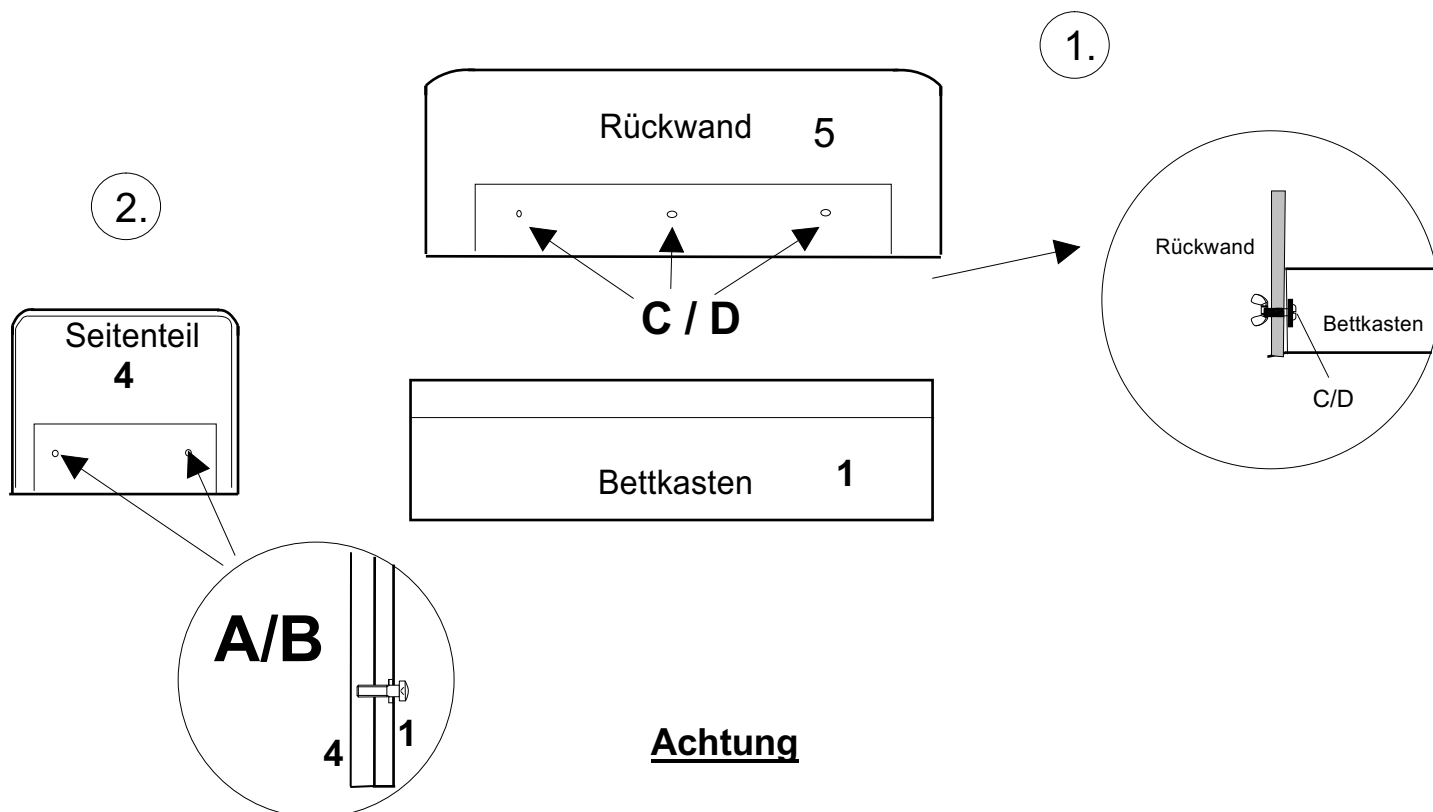 1.
Rückwand 5
2.
C / D
Rückwand
Bettkasten
C/D
Seitenteil
4
Bettkasten 1
A/B
4
1
Achtung